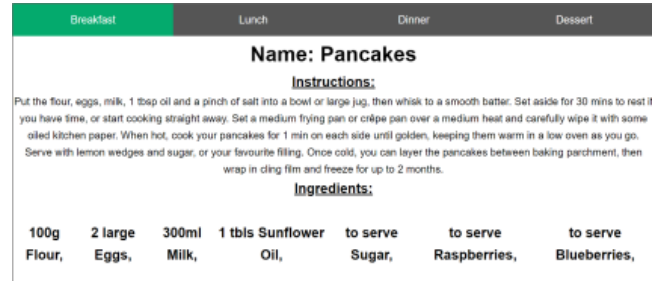 Breakfast Lunch Dinner Dessert
Name: Pancakes
Instructions:
Put the flour, eggs, milk, 1 tbsp oil and a pinch of salt into a bowl or large jug, then whisk to a smooth batter. Set aside for 30 mins to rest if
you have time, or start cooking straight away. Set a medium frying pan or crêpe pan over a medium heat and carefully wipe it with some
oiled kitchen paper. When hot, cook your pancakes for 1 min on each side until golden, keeping them warm in a low oven as you go.
Serve with lemon wedges and sugar, or your favourite filling. Once cold, you can layer the pancakes between baking parchment, then
wrap in cling film and freeze for up to 2 months.
Ingredients:
100g 2 large 300ml 1 tbls Sunflower to serve to serve to serve
Flour, Eggs, Milk, Oil, Sugar, Raspberries, Blueberries,